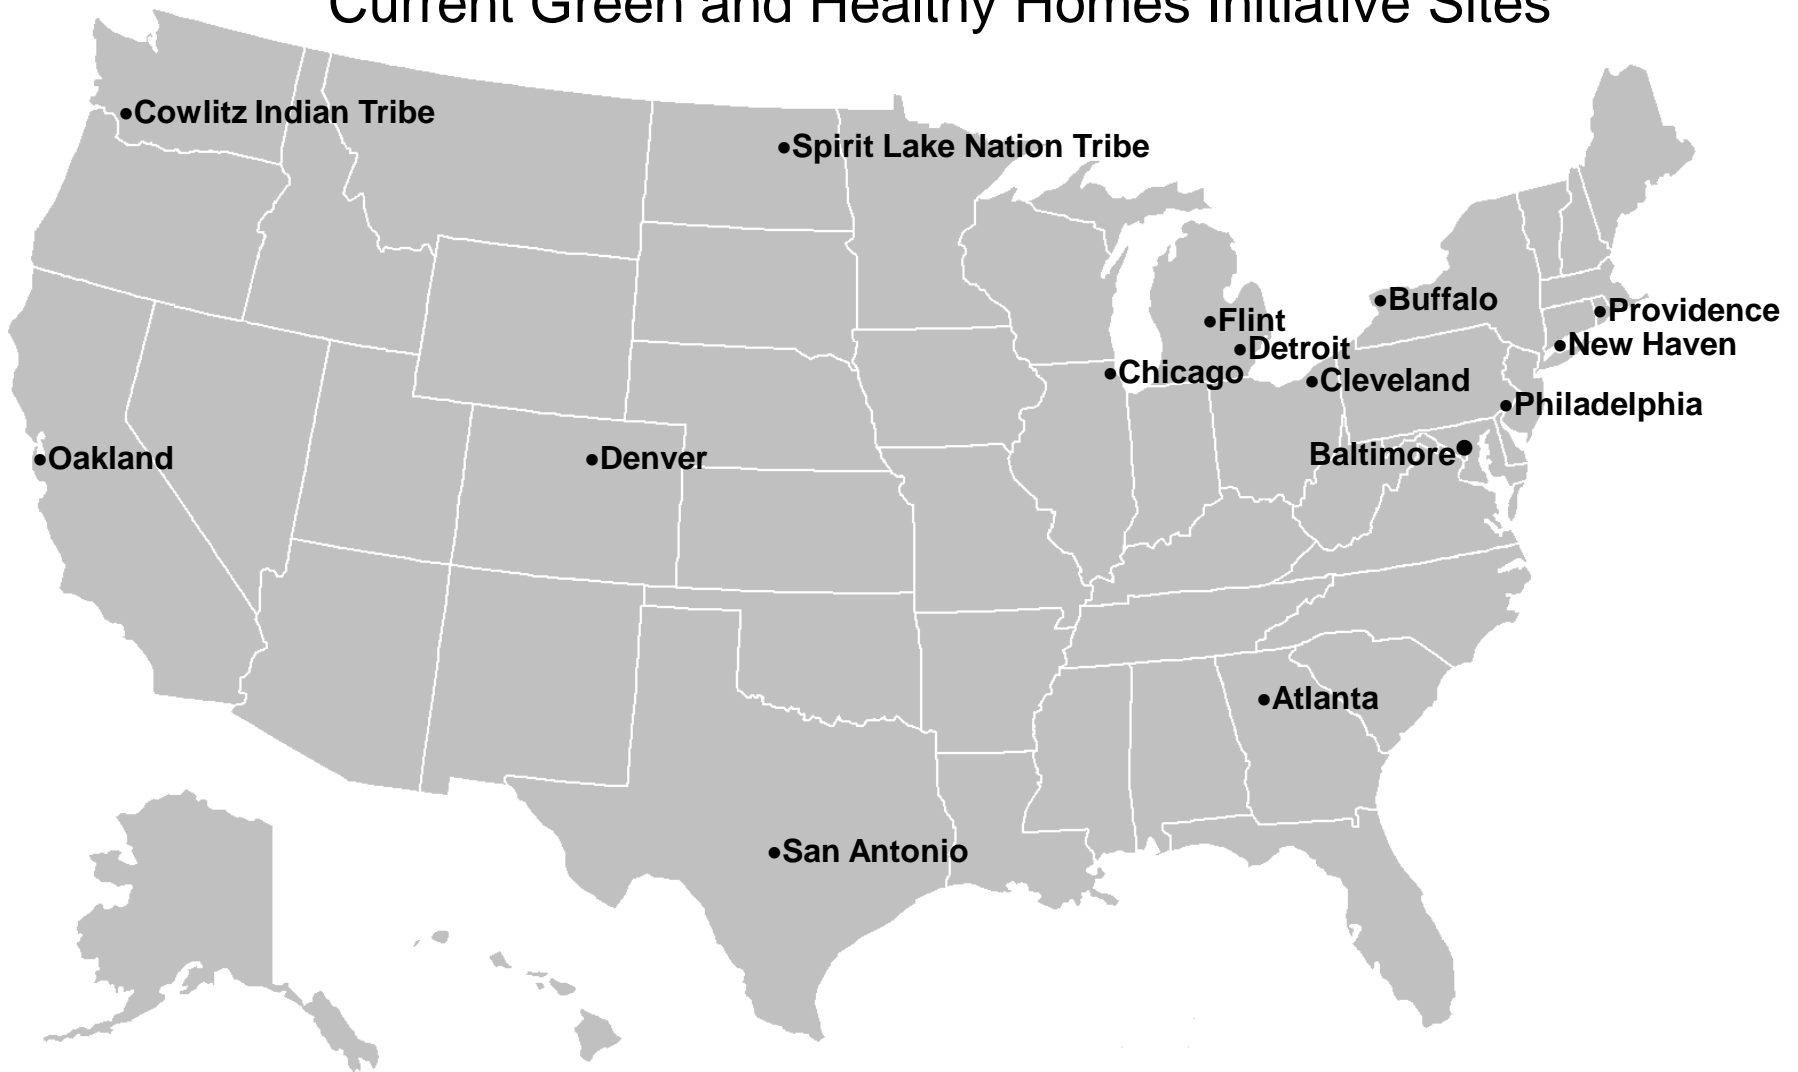 Current Green and Healthy Homes Initiative Sites
Cowlitz Indian Tribe
Spirit Lake Nation Tribe
Buffalo
Providence
Flint
New Haven
Detroit
Chicago
Cleveland
Philadelphia
Baltimore
Oakland
Denver
Atlanta
San Antonio